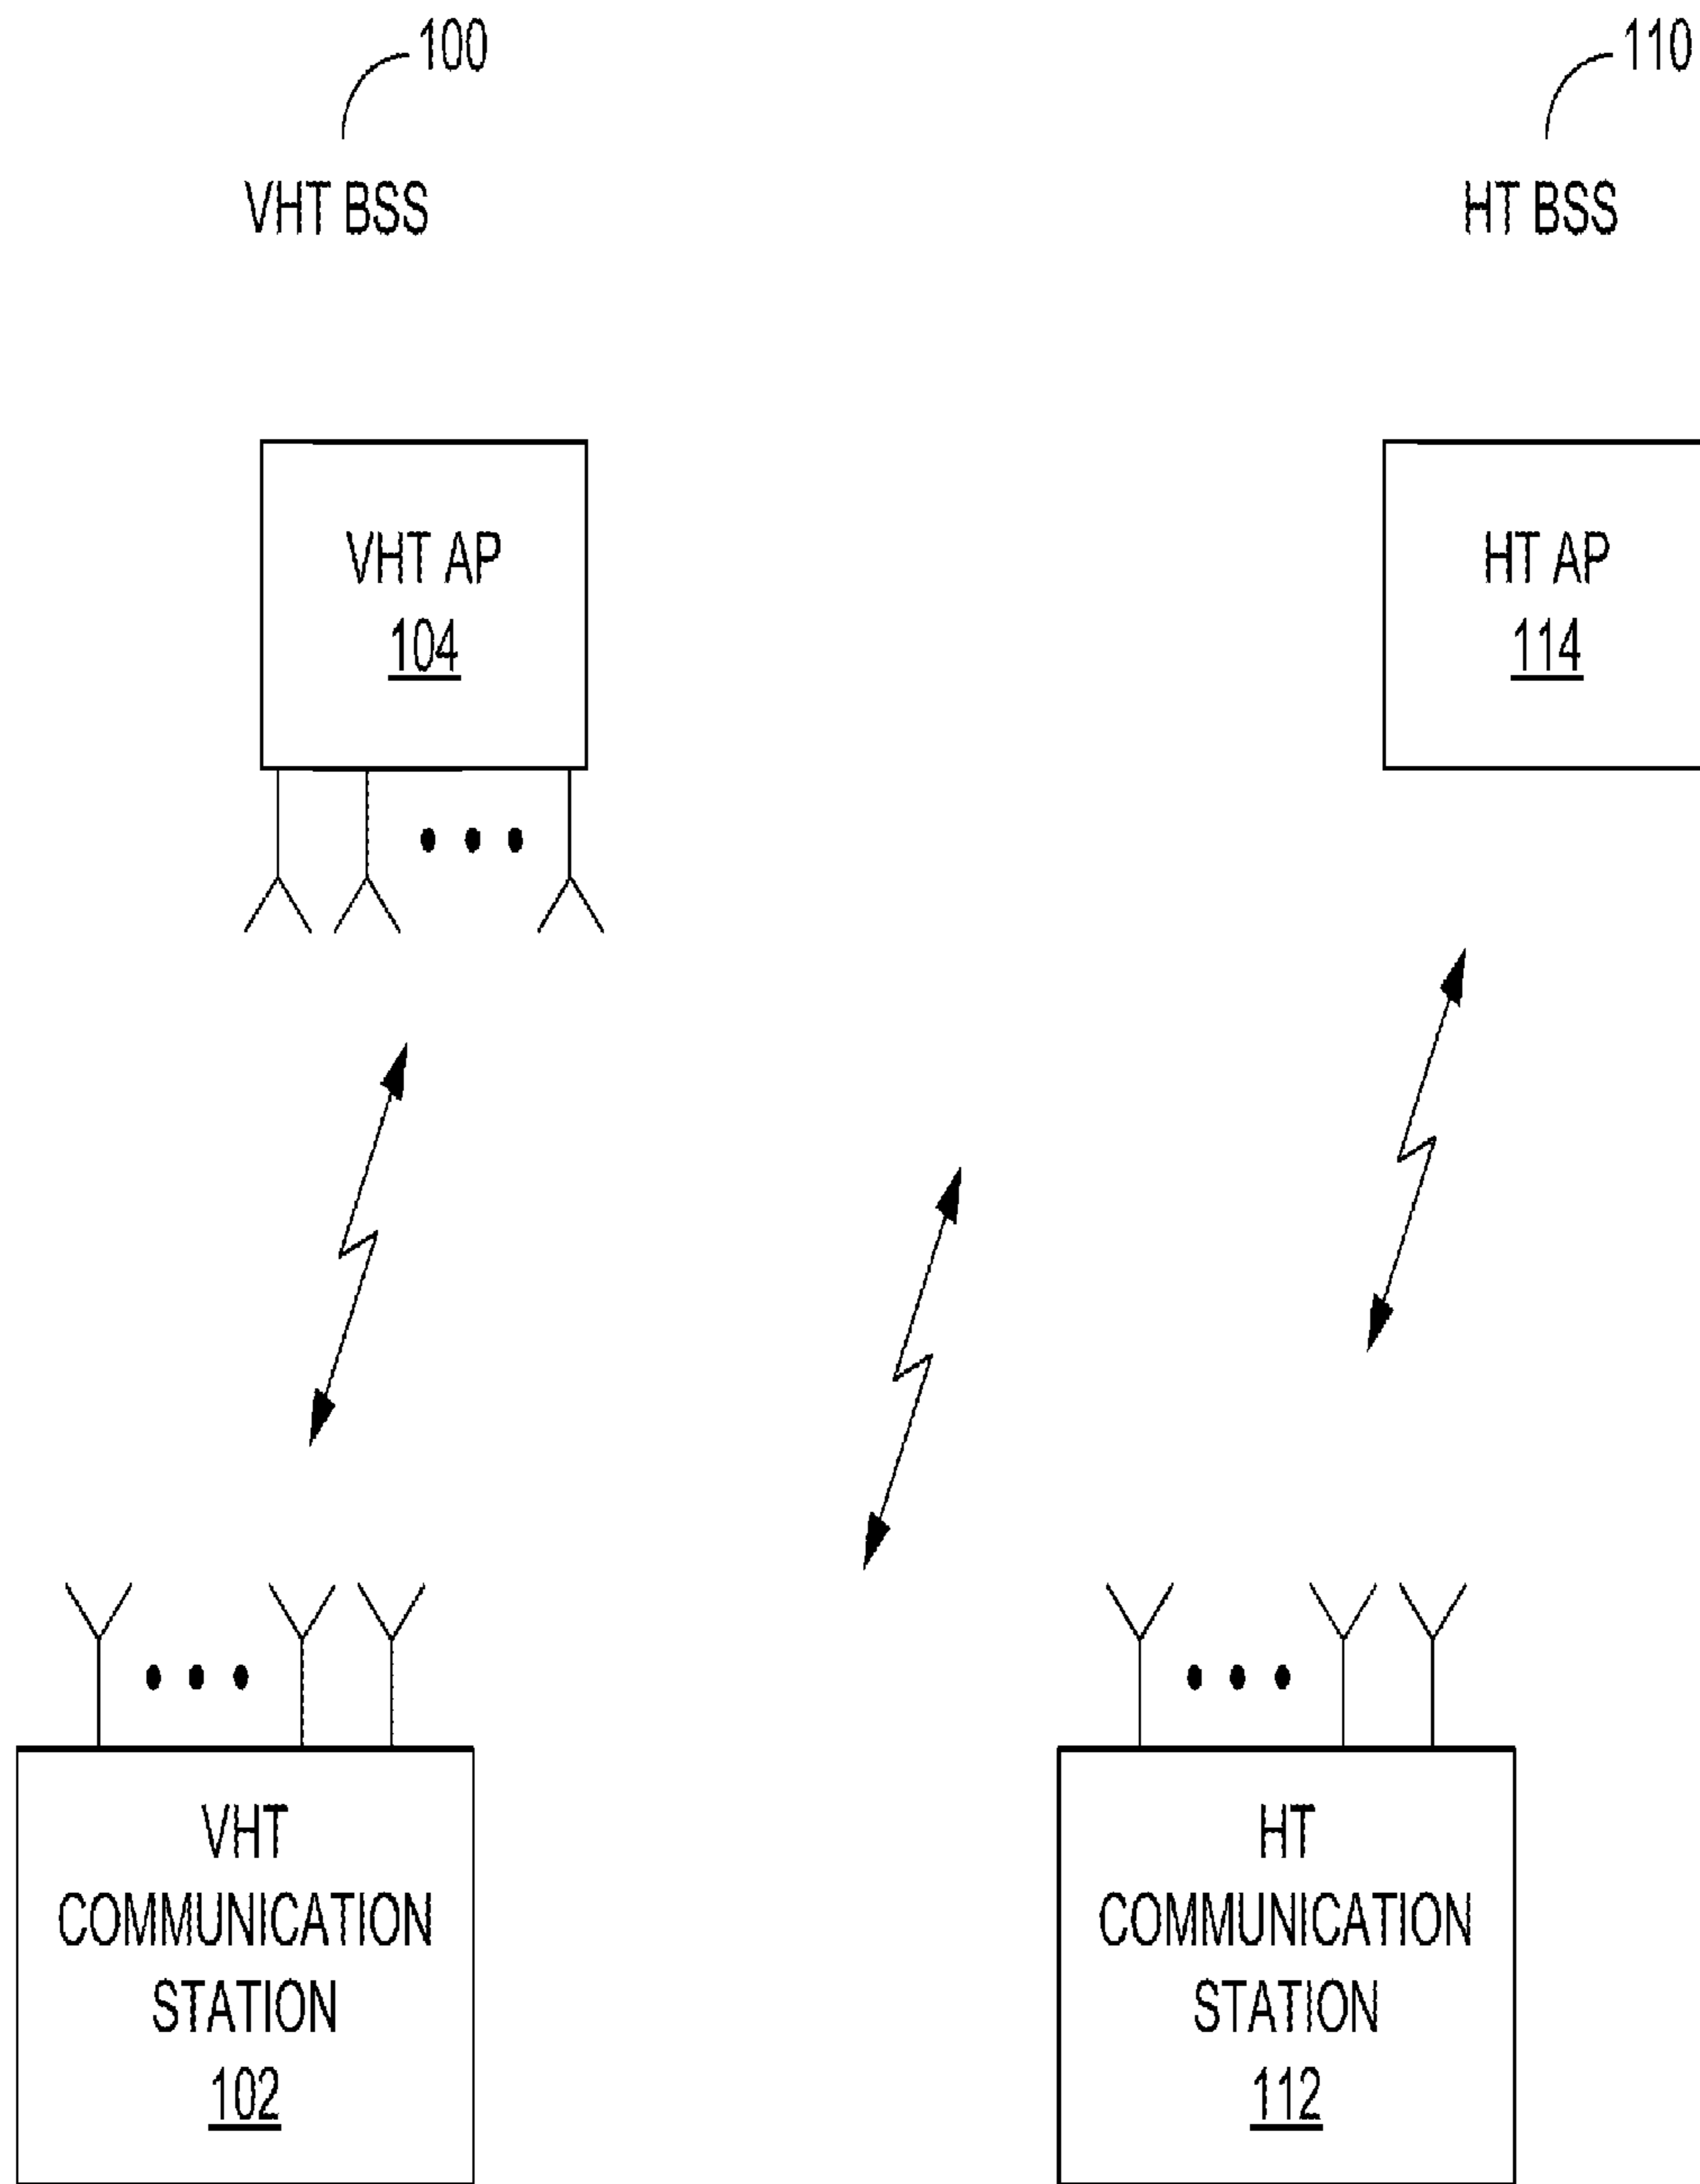 100
VHT BSS
110
HT BSS
VHT AP
104
HT AP
114
VHT
COMMUNICATION
STATION
102
HT
COMMUNICATION
STATION
112